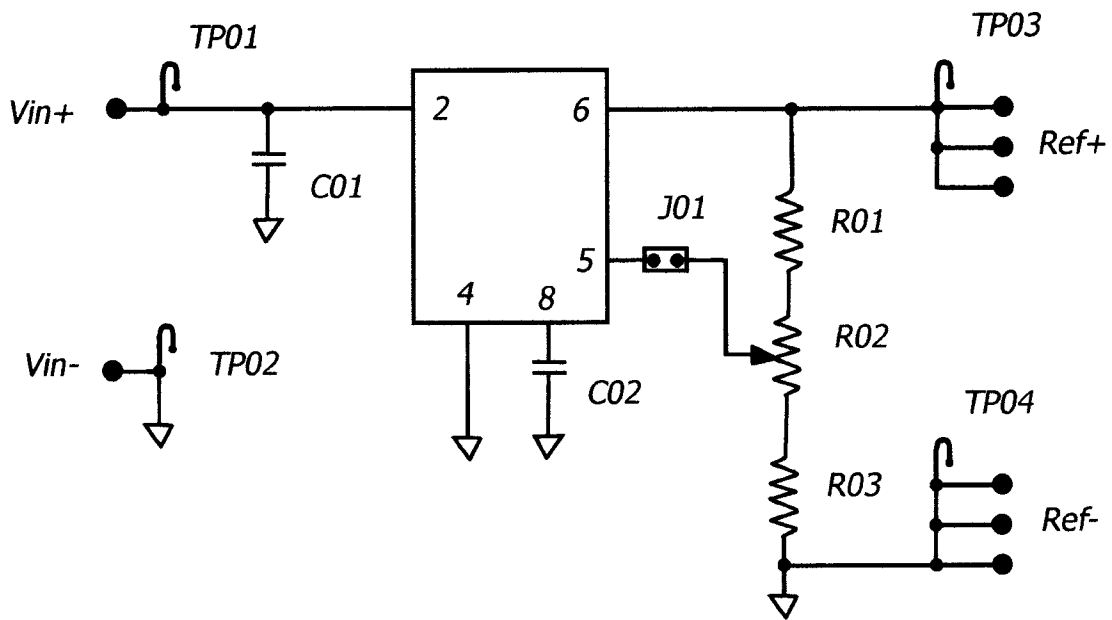 TP01
TP03
Vin+
2
6
Ref+
C01
J01
R01
5
4
8
R02
Vin-
TP02
C02
TP04
R03
Ref-